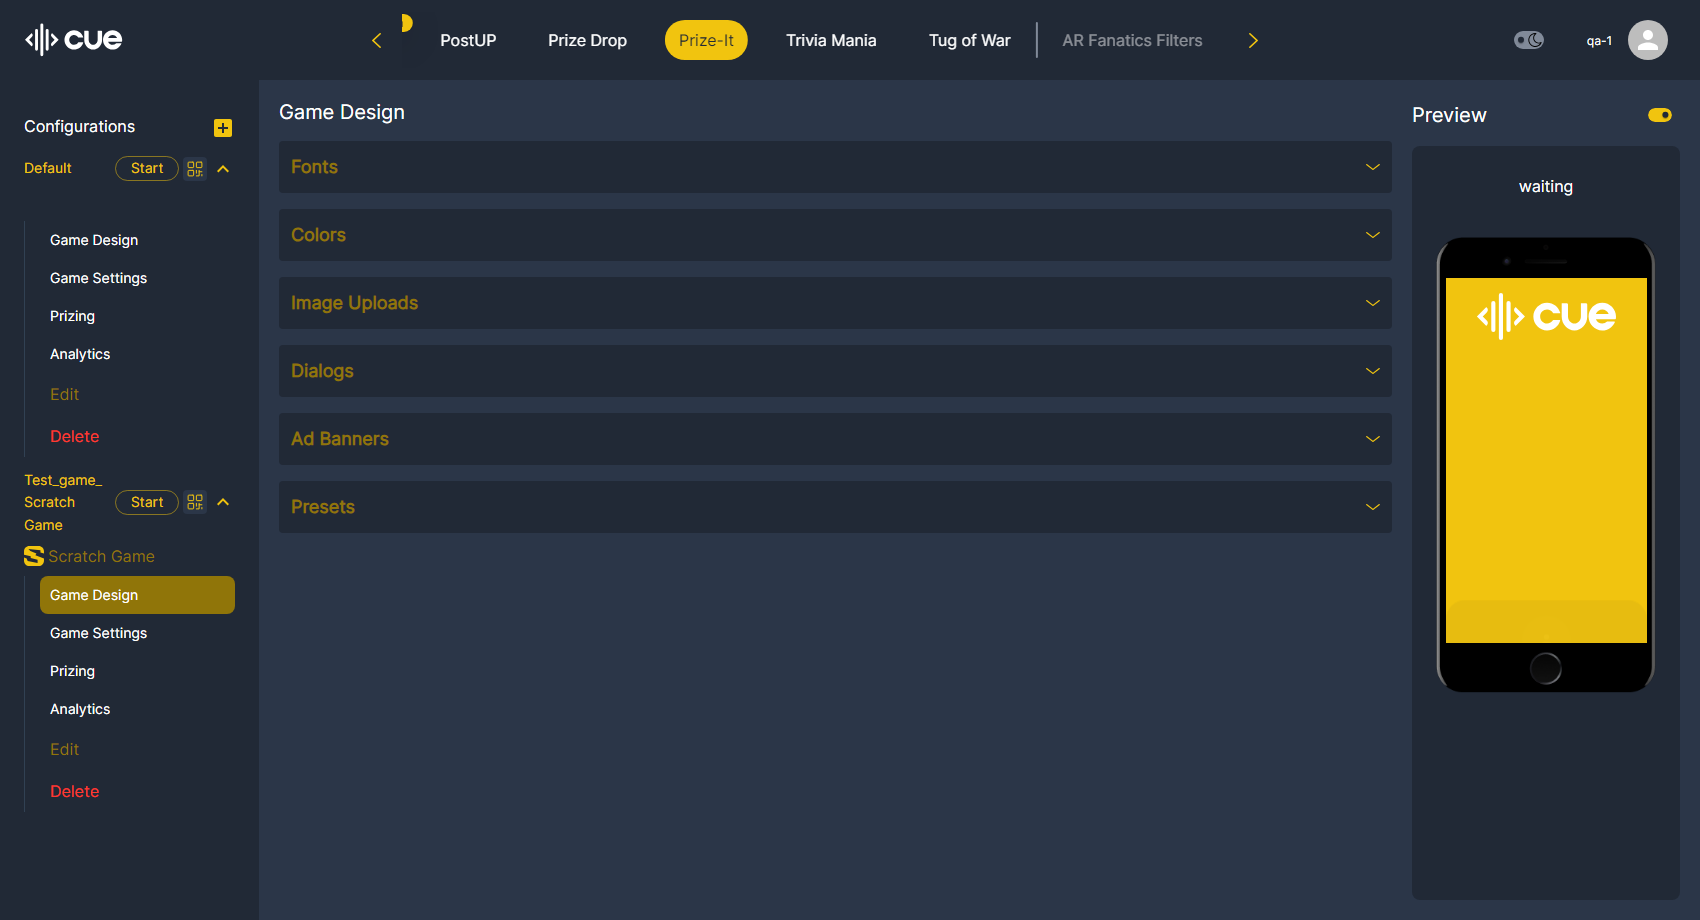 cue
PostUP
Prize Drop
Prize-It
Trivia Mania
Tug of War
AR Fanatics Filters
qa-1
Configurations
Default
Start
Game Design
Game Settings
Prizing
Analytics
Edit
Delete
Test_game_
Scratch
Game
Start
Scratch Game
Game Design
Game Settings
Prizing
Analytics
Edit
Delete
Game Design
Fonts
Colors
Image Uploads
Dialogs
Ad Banners
Presets
Preview
waiting
cue